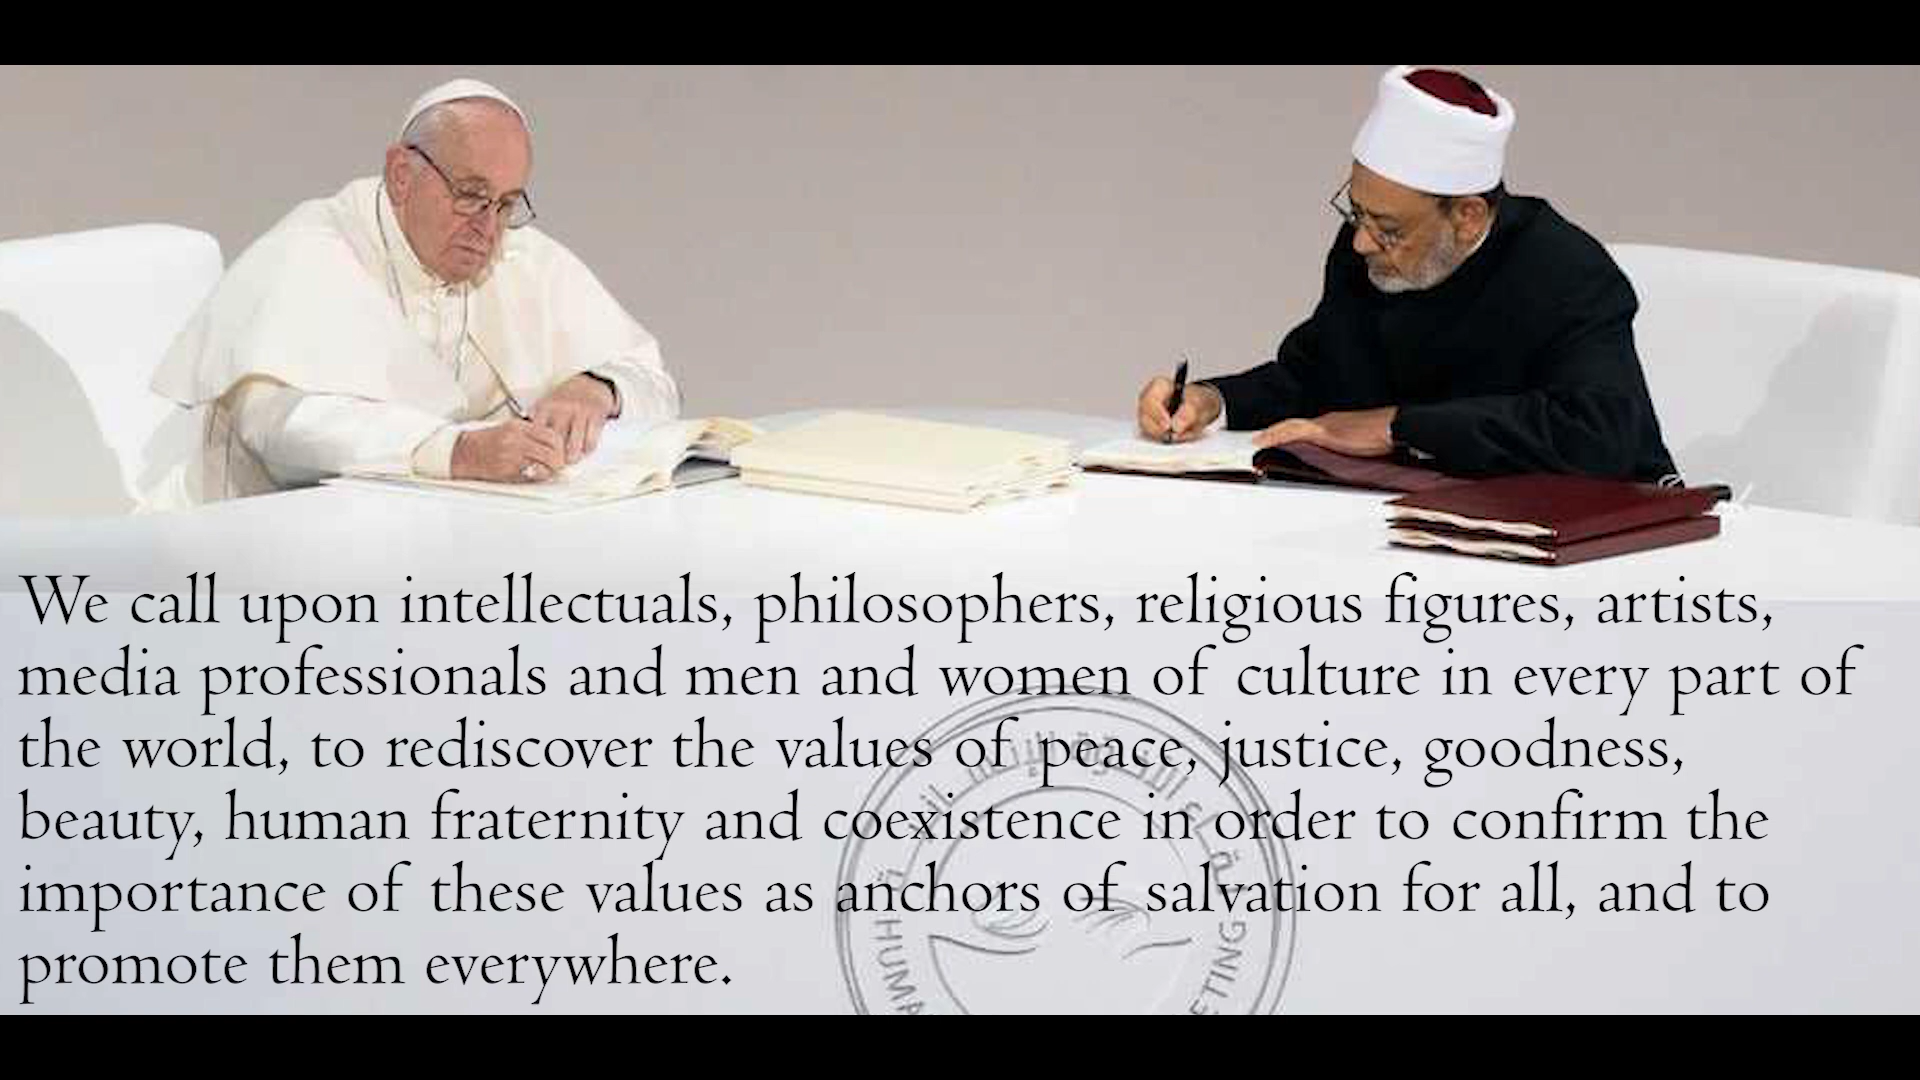 We call upon intellectuals, philosophers, religious figures, artists,
media professionals and men and women of culture in every part of
the world, to rediscover the values of peace, justice, goodness,
beauty, human fraternity and coexistence in order to confirm the
importance of these values as anchors of salvation for all, and to
promote them everywhere.